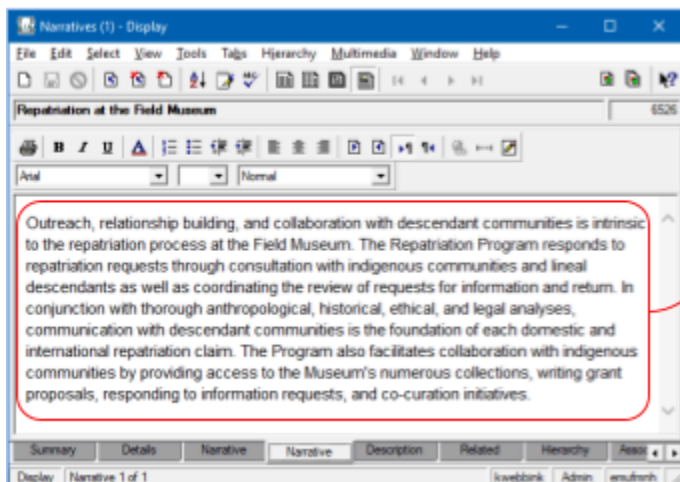 Narratives (1) - Display
File Edit Select View Tools Tabs Hierarchy Multimedia Window Help
Repatriation at the Field Museum 6526
B I U A
Arial Normal
Outreach, relationship building, and collaboration with descendant communities is intrinsic
to the repatriation process at the Field Museum. The Repatriation Program responds to
repatriation requests through consultation with indigenous communities and lineal
descendants as well as coordinating the review of requests for information and return. In
conjunction with thorough anthropological, historical, ethical, and legal analyses,
communication with descendant communities is the foundation of each domestic and
international repatriation claim. The Program also facilitates collaboration with indigenous
communities by providing access to the Museum's numerous collections, writing grant
proposals, responding to information requests, and co-curation initiatives.
Summary Details Narrative Narrative Description Related Hierarchy Assoc
Display Narrative 1 of 1 kwebbink Admin emufmnh